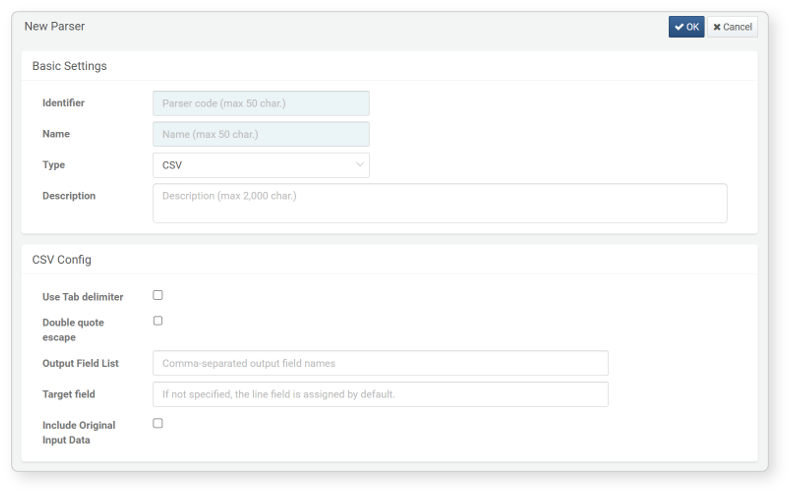 New Parser
OK Cancel
Basic Settings
Identifier Parser code (max 50 char.)
Name Name (max 50 char.)
Type CSV
Description Description (max 2,000 char.)
CSV Config
Use Tab delimiter
Double quote
escape
Output Field List Comma-separated output field names
Target field If not specified, the line field is assigned by default.
Include Original
Input Data